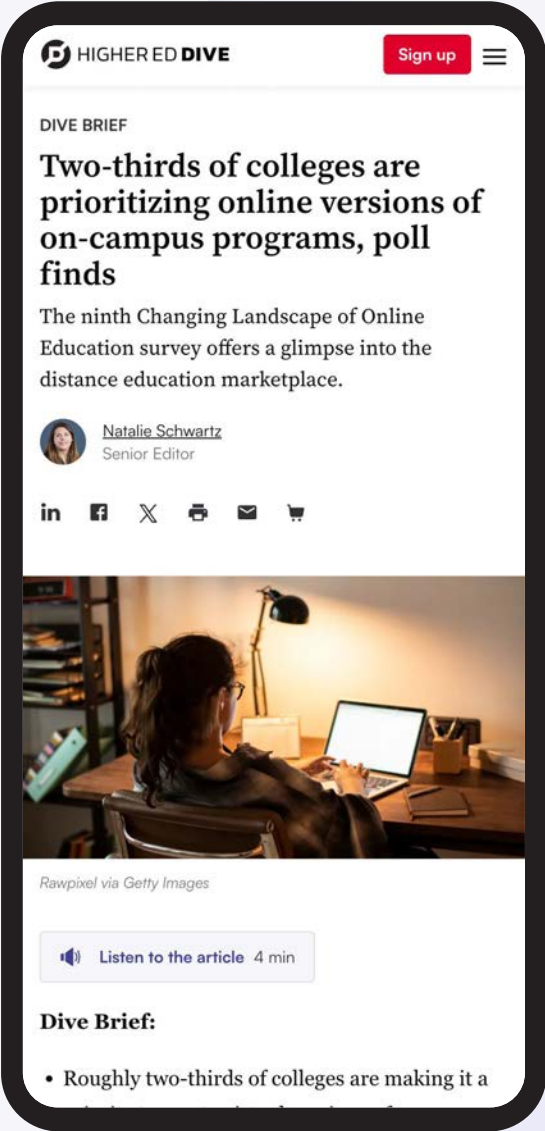 HIGHER ED DIVE
Sign up
DIVE BRIEF
Two-thirds of colleges are
prioritizing online versions of
on-campus programs, poll
finds
The ninth Changing Landscape of Online
Education survey offers a glimpse into the
distance education marketplace.
Natalie Schwartz
Senior Editor
Rawpixel via Getty Images
Listen to the article 4 min
Dive Brief:
• Roughly two-thirds of colleges are making it a